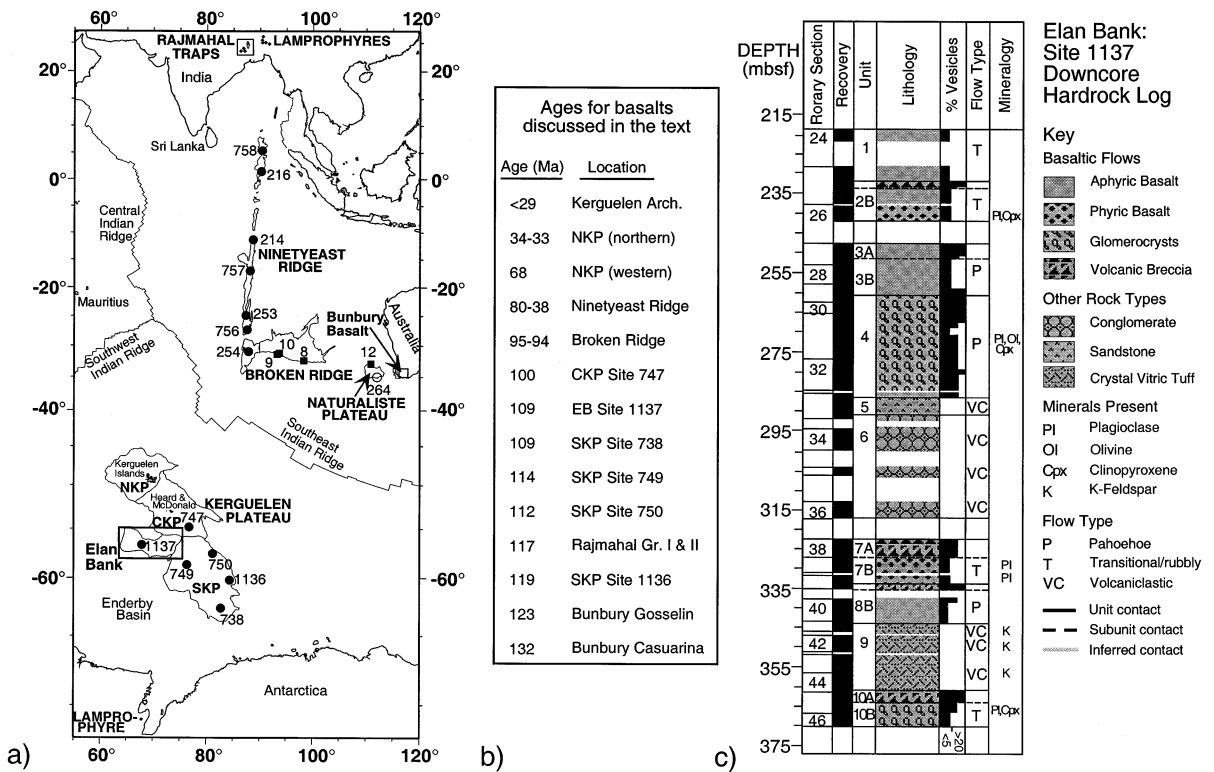 60° 80° 100° 120°
RAJMAHAL
TRAPS
LAMPROPHYRES
20°
20°
India
Sri Lanka
758
216
0°
0°
Central
Indian
Ridge
214
NINETYEAST
RIDGE
757
-20°
-20°
Mauritius
253
756
Bunbury
Basalt
Australia
Southwest
Indian Ridge
254
10
9
8
12
BROKEN RIDGE
264
NATURALISTE
PLATEAU
-40°
-40°
Southeast
Indian Ridge
Kerguelen
Islands
NKP
Heard &
McDonald
KERGUELEN
PLATEAU
CKP
747
1137
Elan
Bank
750
749
1136
SKP
-60°
-60°
Enderby
Basin
738
Antarctica
LAMPRO-
PHYRE
60° 80° 100° 120°
a)
Ages for basalts
discussed in the text
Age (Ma) Location
<29 Kerguelen Arch.
34-33 NKP (northern)
68 NKP (western)
80-38 Ninetyeast Ridge
95-94 Broken Ridge
100 CKP Site 747
109 EB Site 1137
109 SKP Site 738
114 SKP Site 749
112 SKP Site 750
117 Rajmahal Gr. I & II
119 SKP Site 1136
123 Bunbury Gosselin
132 Bunbury Casuarina
b)
DEPTH
(mbsf)
Rorary Section
Recovery
Unit
Lithology
% Vesicles
Flow Type
Mineralogy
215
24 1 T
235
2B T
26 Pl,Cpx
3A
255
28 3B P
30
4 P Pl,Ol,
Cpx
275
32
5 VC
295
34 6 VC
VC
315
36 VC
38 7A
7B T Pl
Pl
335
40 8B P
VC K
42 9 VC K
355
44 VC K
10A
46 10B T Pl,Cpx
375
<5
>20
c)
Elan Bank:
Site 1137
Downcore
Hardrock Log
Key
Basaltic Flows
Aphyric Basalt
Phyric Basalt
Glomerocrysts
Volcanic Breccia
Other Rock Types
Conglomerate
Sandstone
Crystal Vitric Tuff
Minerals Present
Pl Plagioclase
Ol Olivine
Cpx Clinopyroxene
K K-Feldspar
Flow Type
P Pahoehoe
T Transitional/rubbly
VC Volcaniclastic
Unit contact
Subunit contact
Inferred contact